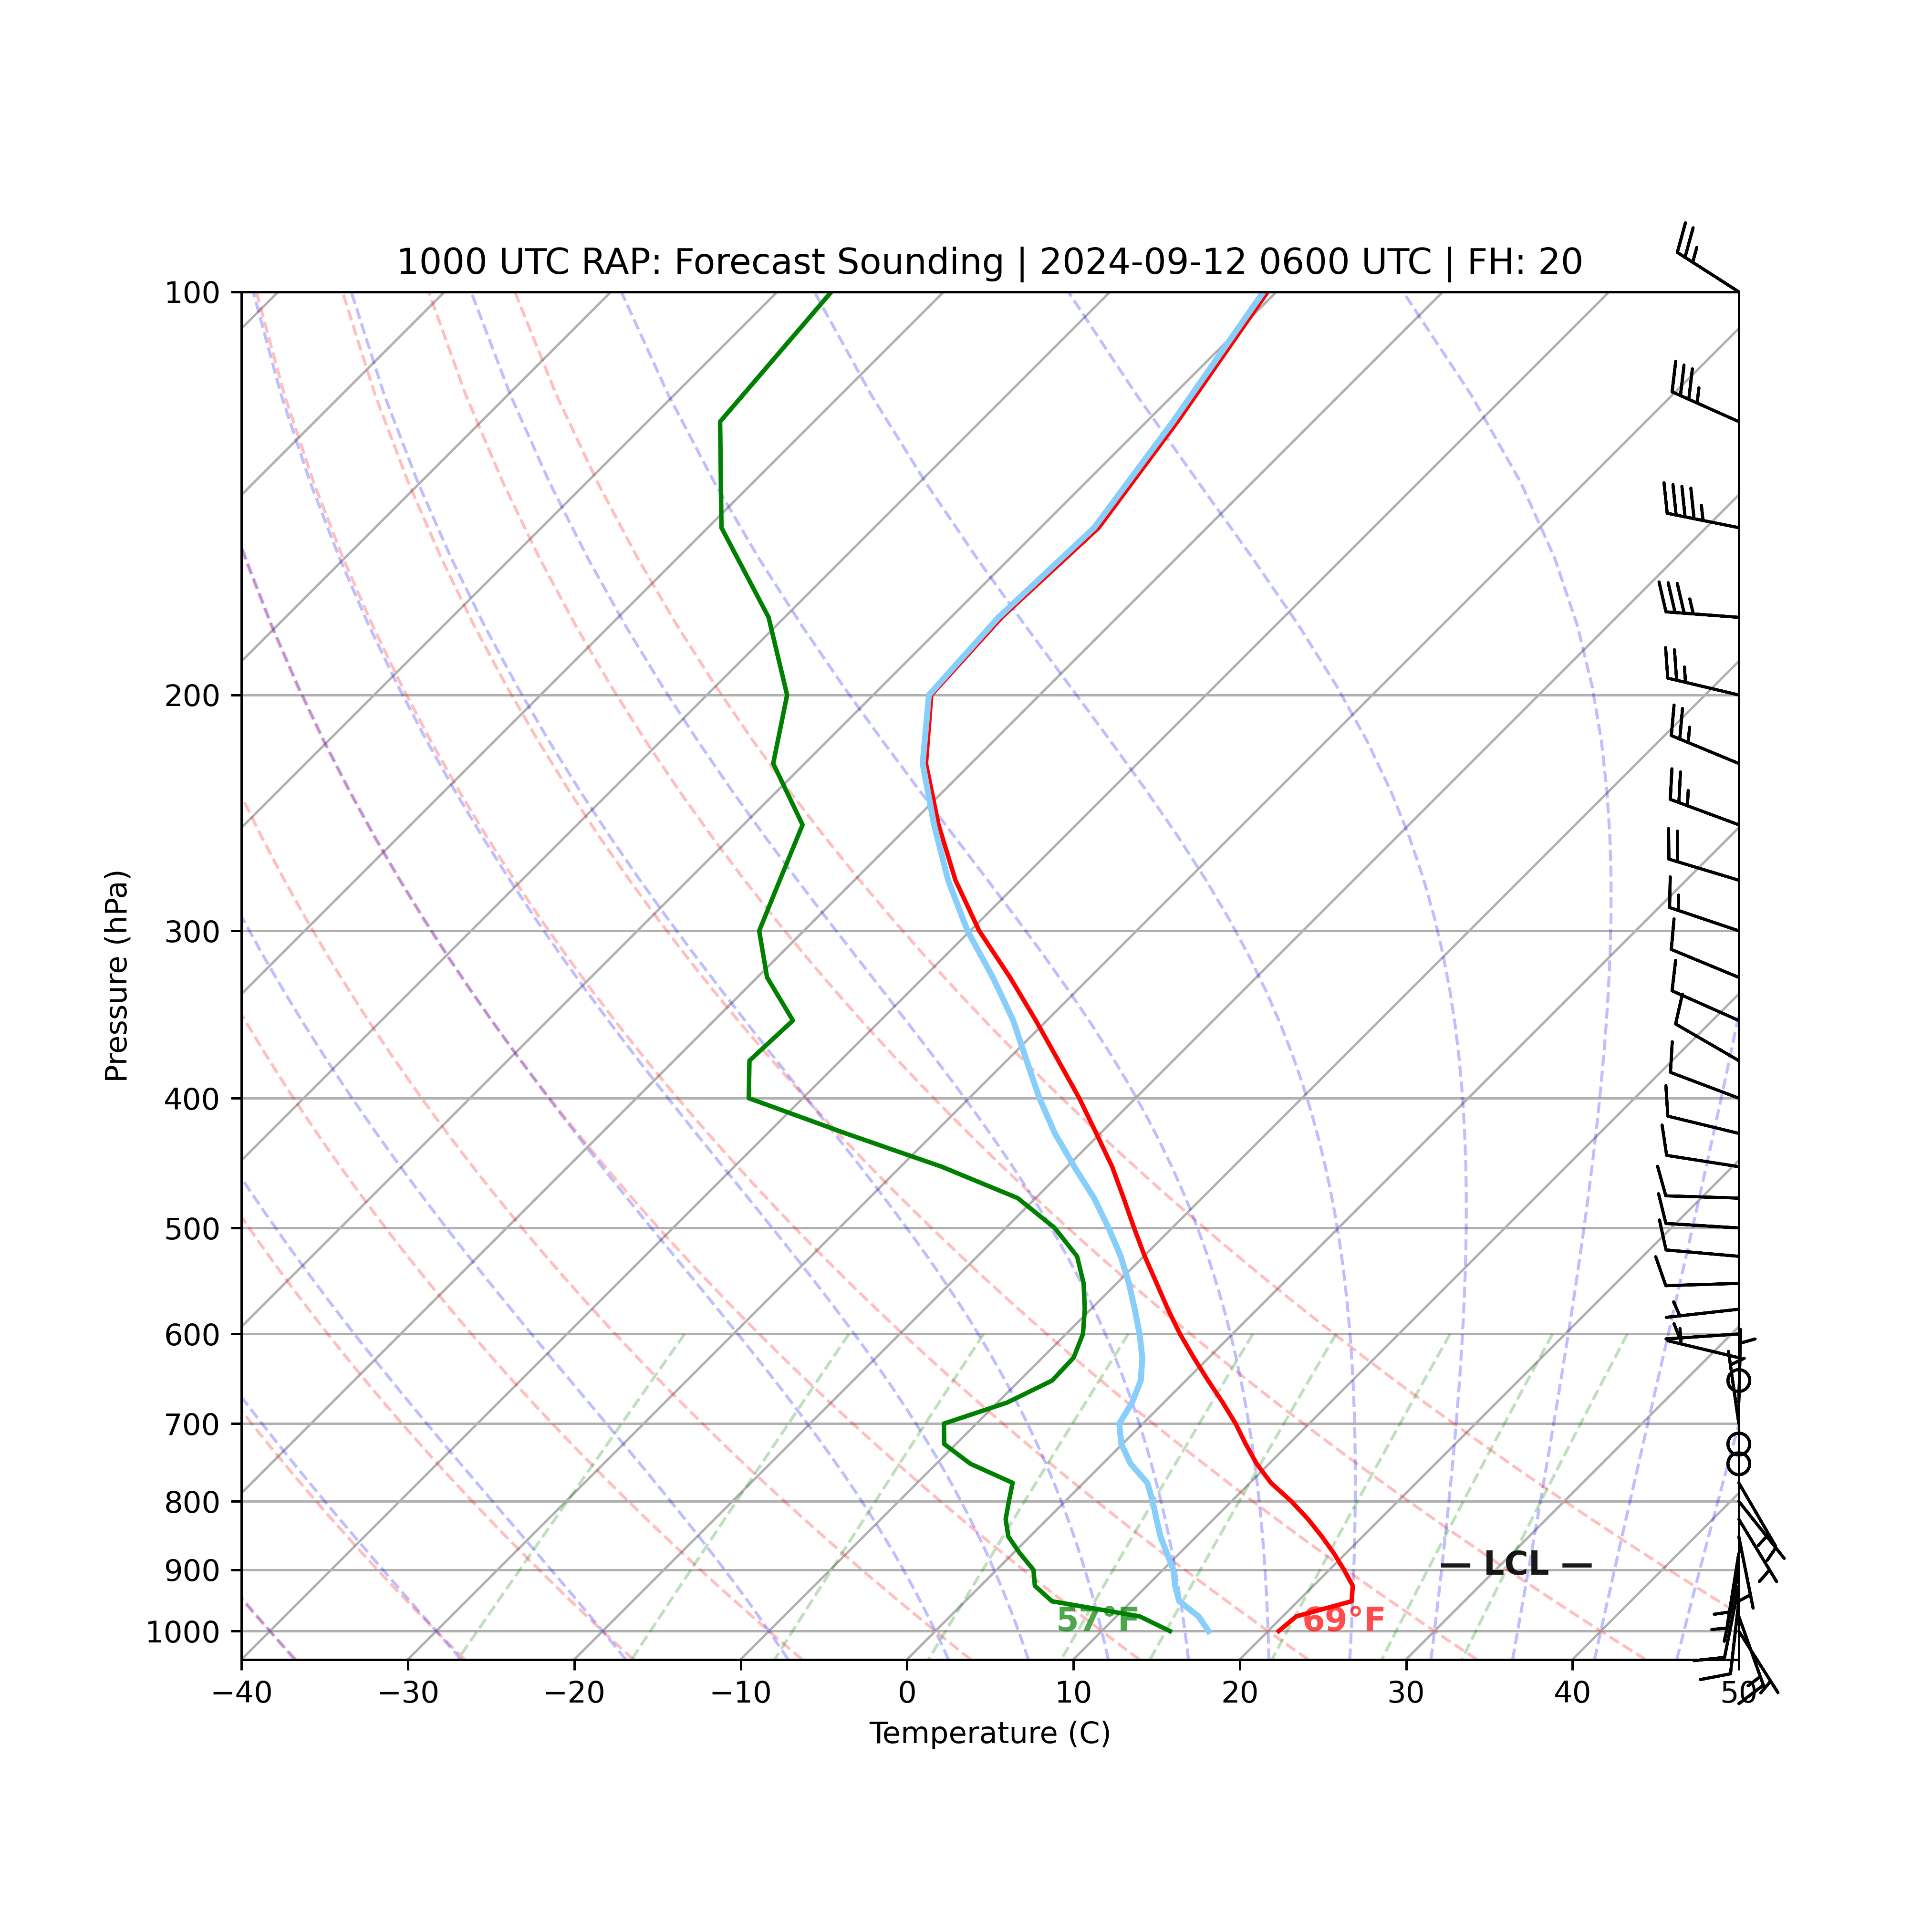 1000 UTC RAP: Forecast Sounding | 2024-09-12 0600 UTC | FH: 20
100
200
300
400
500
600
700
800
900
1000
Pressure (hPa)
— LCL —
57°F
69°F
−40 −30 −20 −10 0 10 20 30 40 50
Temperature (C)